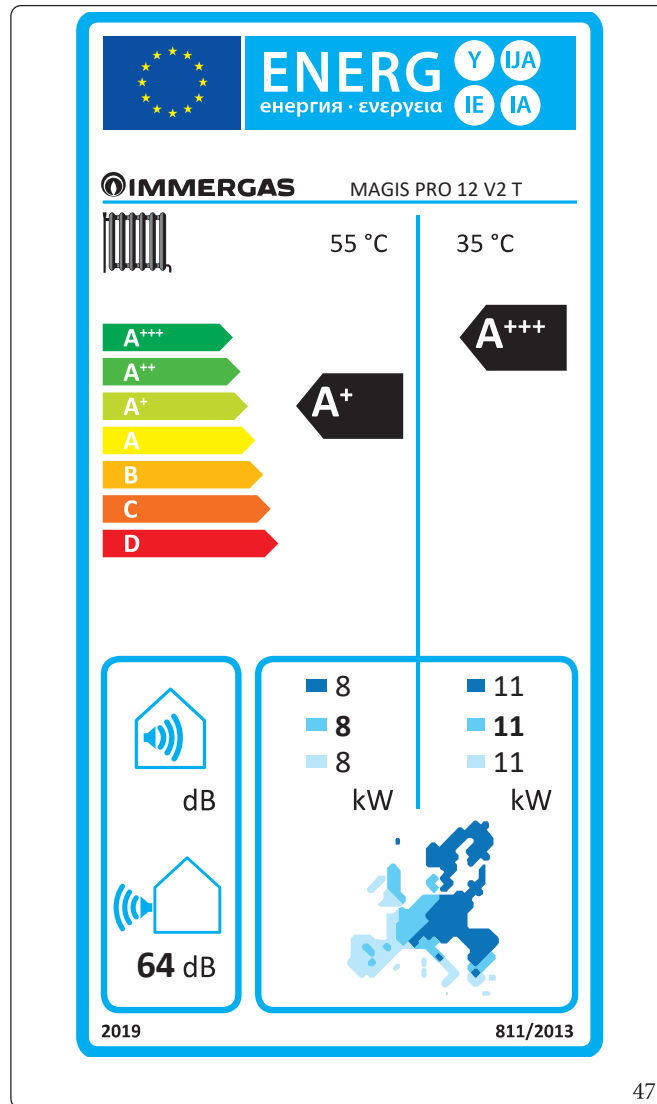 ENERG Y IJA
енергия · ενεργεια IE IA
IMMERGAS MAGIS PRO 12 V2 T
55 °C 35 °C
A+++
A+++
A++
A+
A+
A
B
C
D
8 11
8 11
8 11
dB kW kW
64 dB
2019 811/2013
47